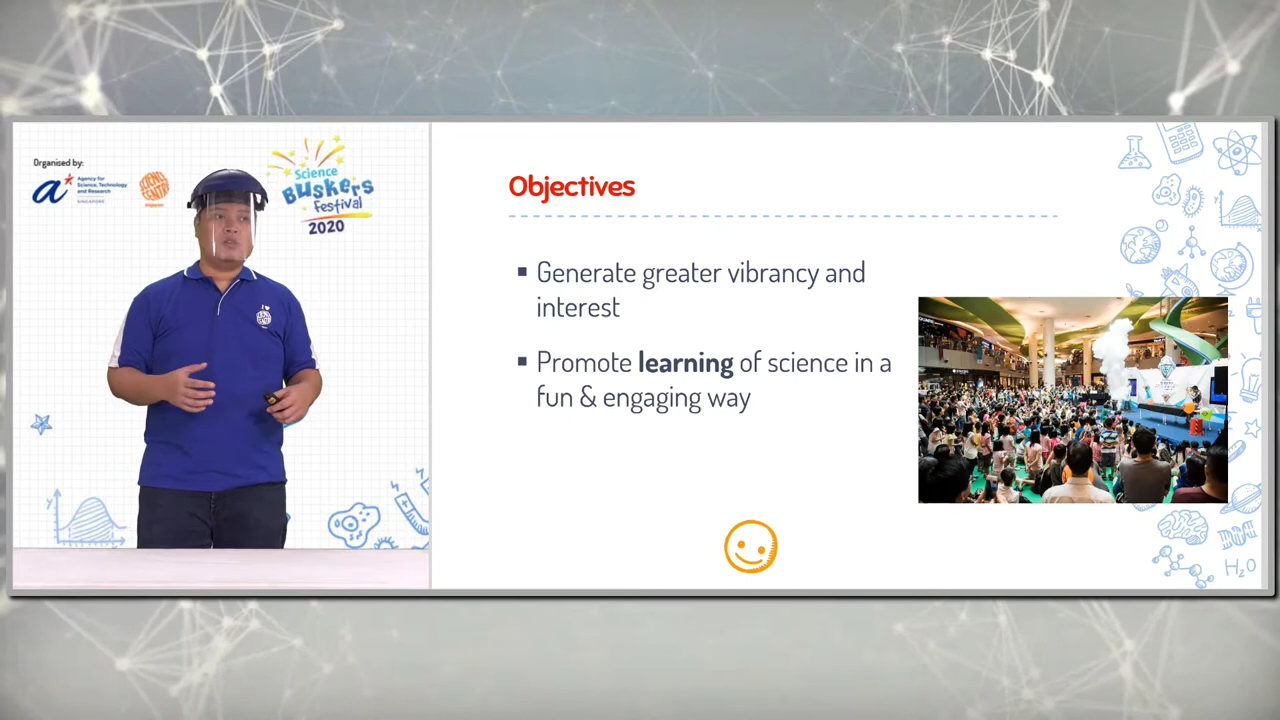 Organised by:
Agency for
Science, Technology
and Research
SINGAPORE
Science
Buskers
festival
2020
Objectives
Generate greater vibrancy and
interest
Promote learning of science in a
fun & engaging way
H₂O